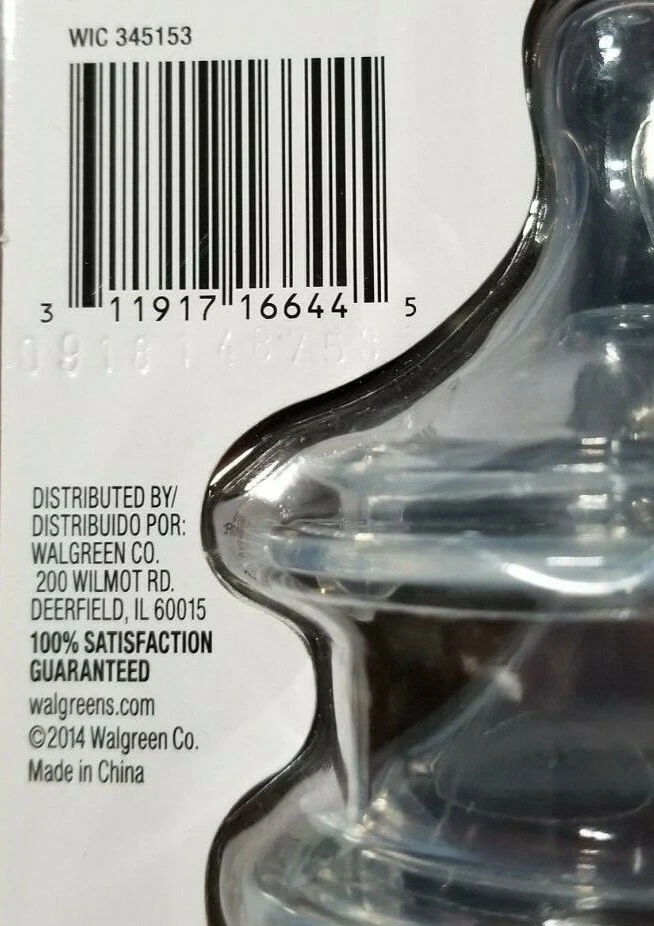 WIC 345153
3 11917 16644 5
DISTRIBUTED BY/
DISTRIBUIDO POR:
WALGREEN CO.
200 WILMOT RD.
DEERFIELD, IL 60015
100% SATISFACTION
GUARANTEED
walgreens.com
©2014 Walgreen Co.
Made in China